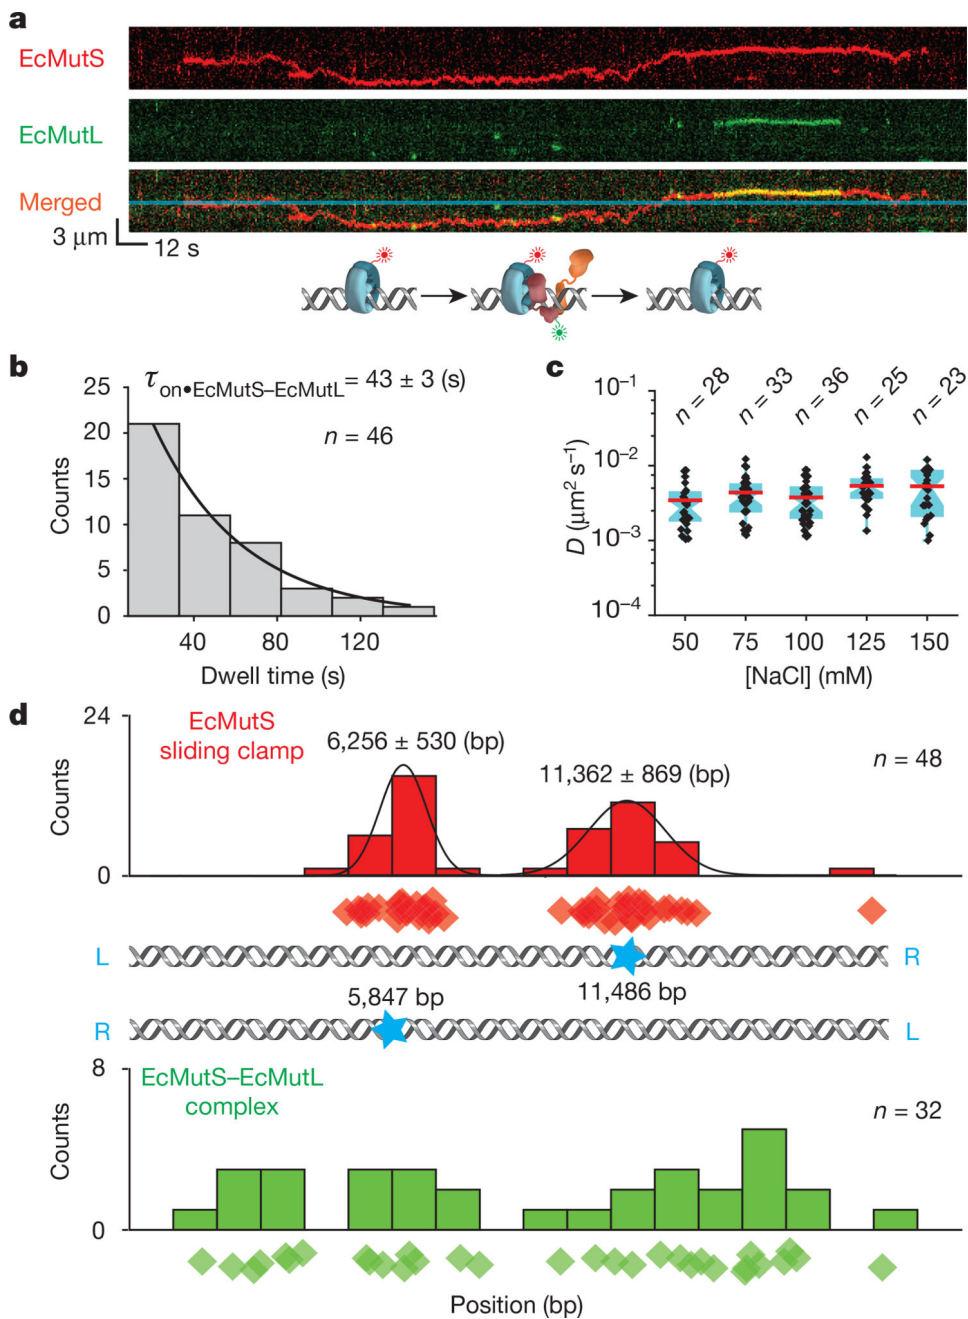 a
EcMutS
EcMutL
Merged
3 μm
12 s
b
τon•EcMutS–EcMutL = 43 ± 3 (s)
n = 46
25
20
15
10
5
0
Counts
40
80
120
Dwell time (s)
c
n = 28
n = 33
n = 36
n = 25
n = 23
10−1
10−2
10−3
10−4
D (μm2 s−1)
50
75
100
125
150
[NaCl] (mM)
d
24
0
Counts
EcMutS
sliding clamp
6,256 ± 530 (bp)
11,362 ± 869 (bp)
n = 48
L
R
5,847 bp
11,486 bp
R
L
8
0
Counts
EcMutS–EcMutL
complex
n = 32
Position (bp)